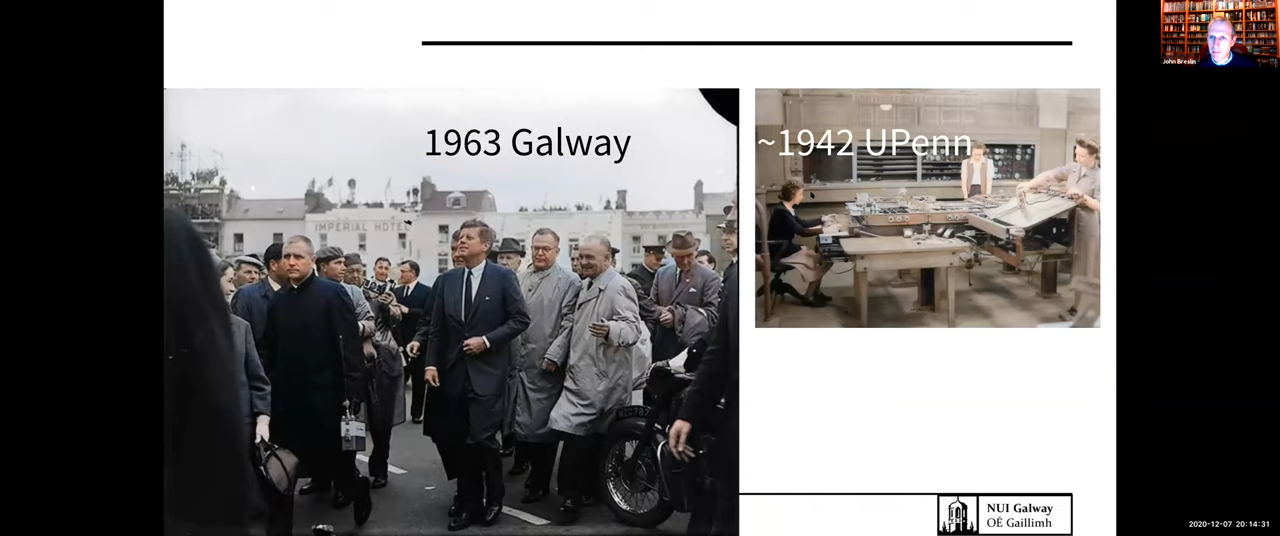 John Breslin
1963 Galway
~1942 UPenn
IMPERIAL HOTEL
NUI Galway
OÉ Gaillimh
2020-12-07 20:14:31